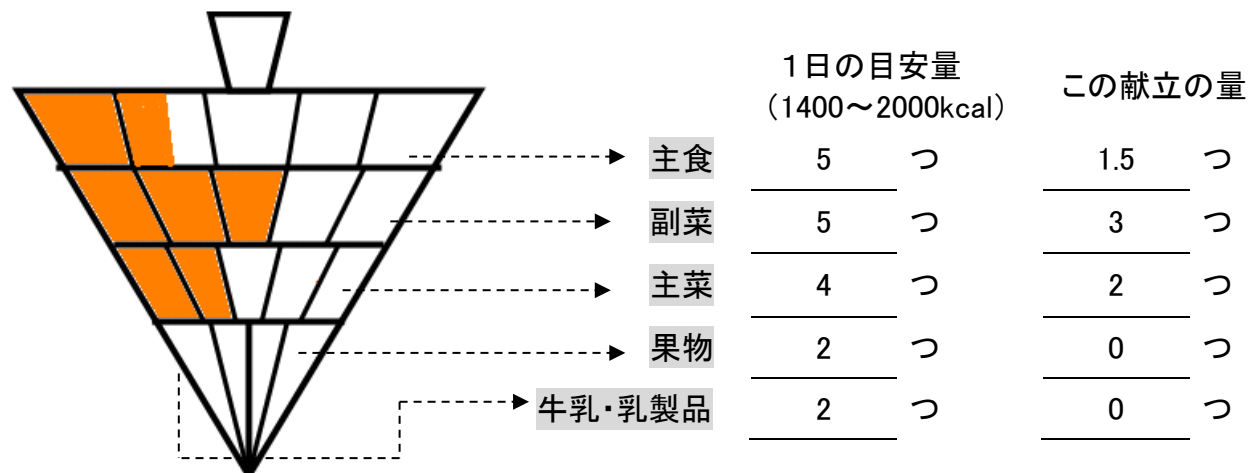 1日の目安量
(1400～2000kcal)
この献立の量
主食 5 つ 1.5 つ
副菜 5 つ 3 つ
主菜 4 つ 2 つ
果物 2 つ 0 つ
牛乳・乳製品 2 つ 0 つ